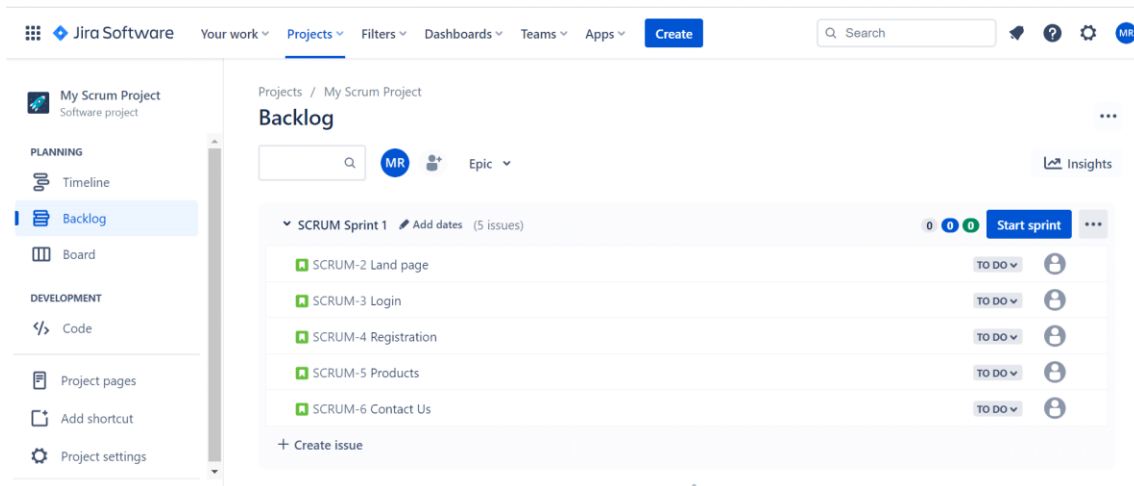 Jira Software Your work Projects Filters Dashboards Teams Apps Create Search MR
My Scrum Project
Software project
PLANNING
Timeline
Backlog
Board
DEVELOPMENT
Code
Project pages
Add shortcut
Project settings
Projects / My Scrum Project
Backlog
MR Epic Insights
SCRUM Sprint 1 Add dates (5 issues) 0 0 0 Start sprint
SCRUM-2 Land page TO DO
SCRUM-3 Login TO DO
SCRUM-4 Registration TO DO
SCRUM-5 Products TO DO
SCRUM-6 Contact Us TO DO
+ Create issue